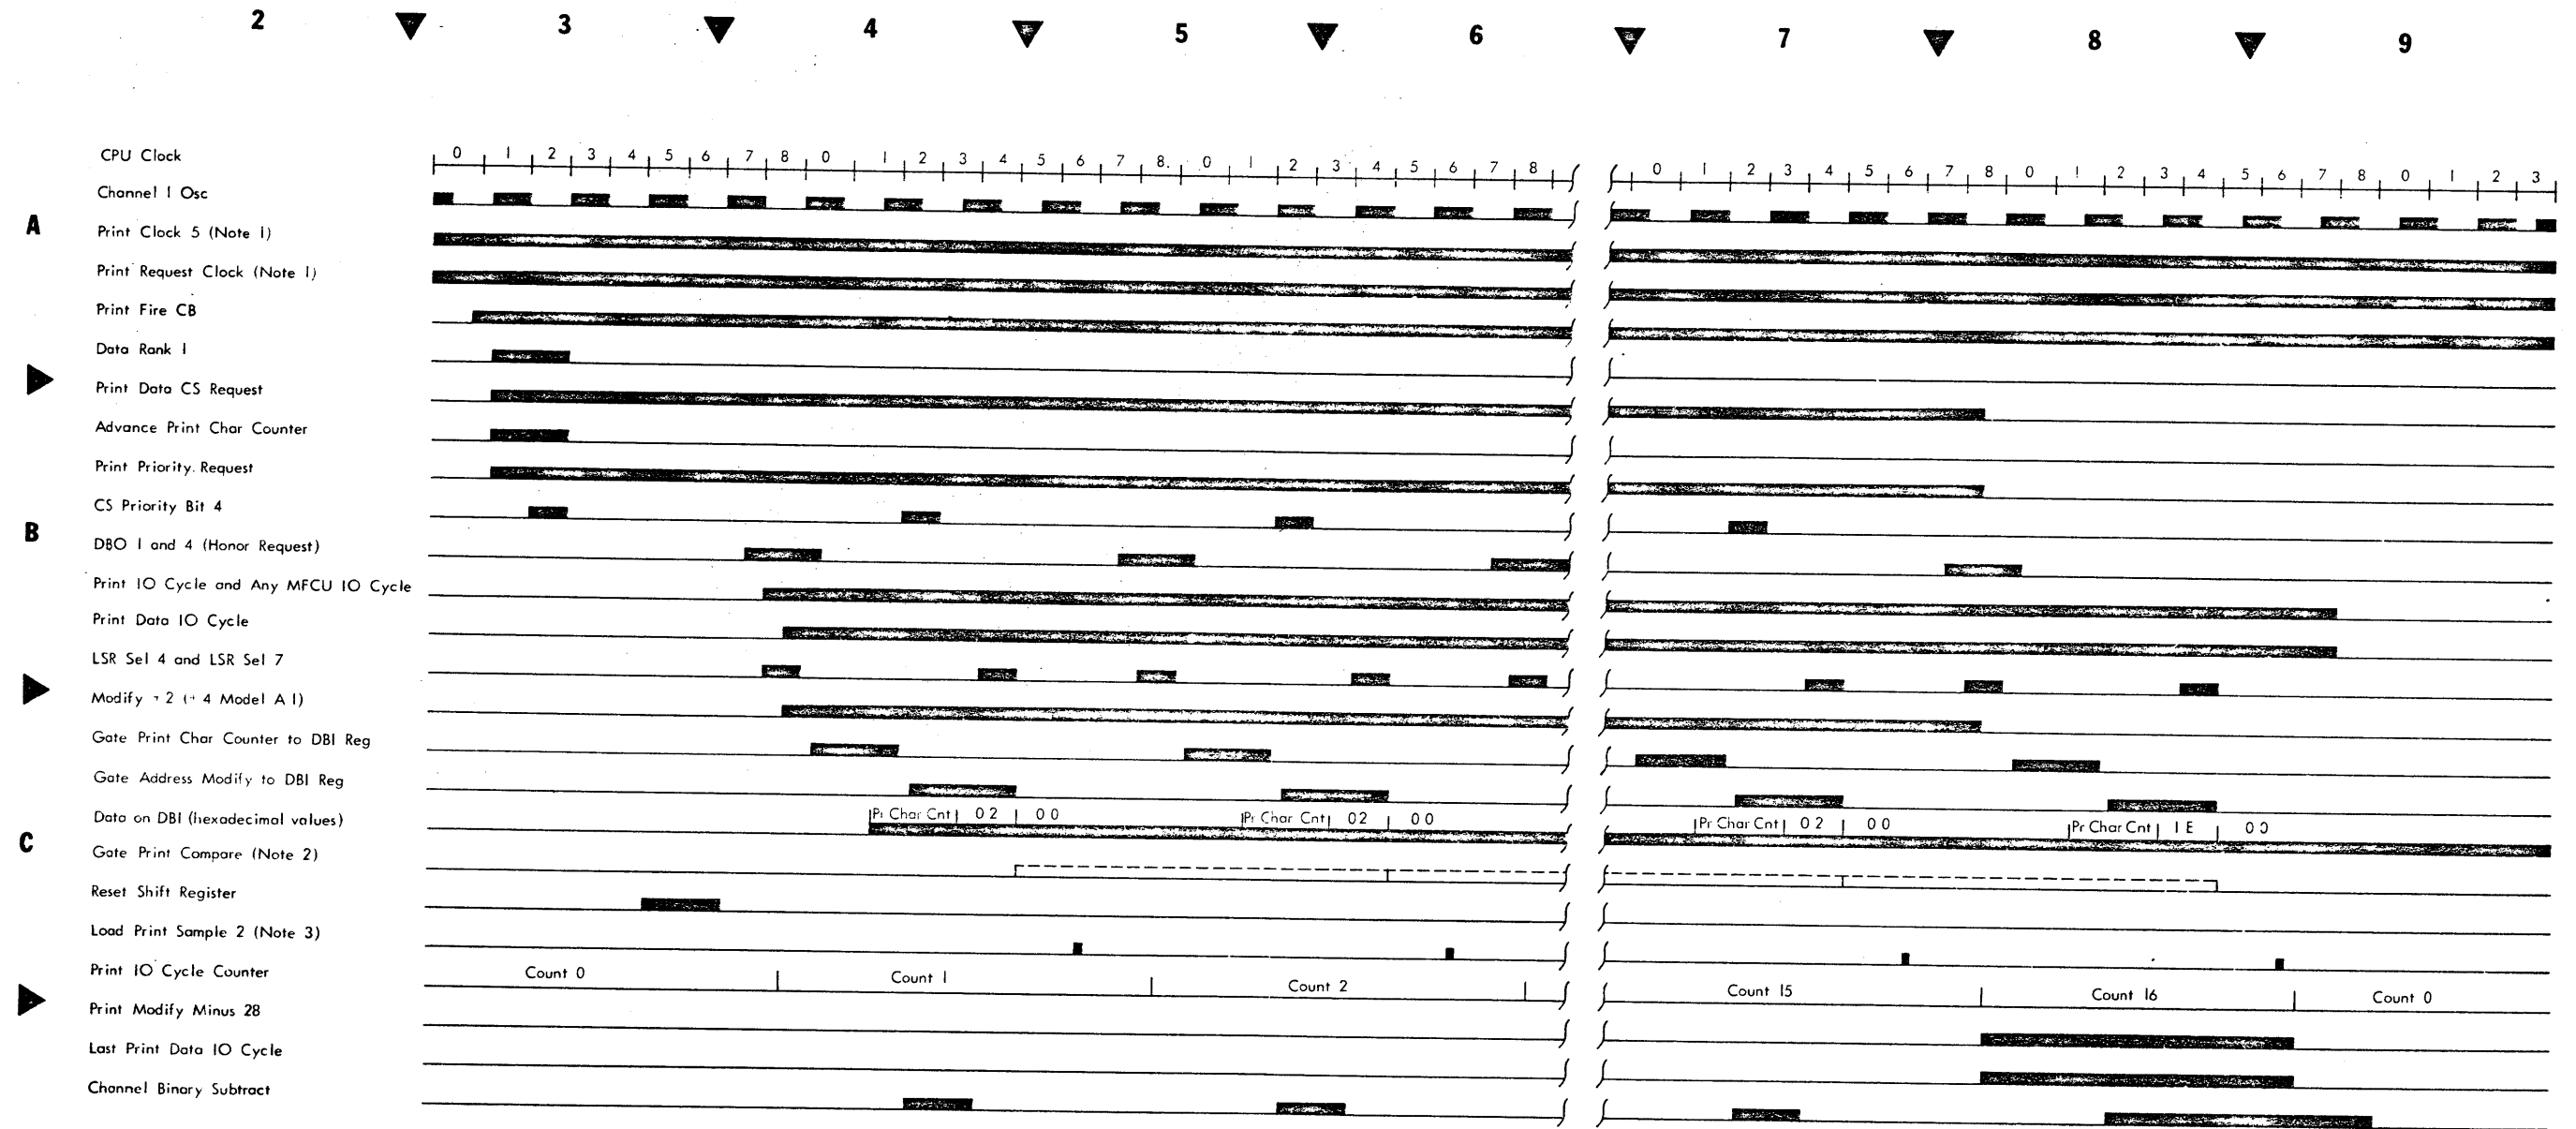 2 3 4 5 6 7 8 9
CPU Clock 0 1 2 3 4 5 6 7 8 0 1 2 3 4 5 6 7 8 0 1 2 3 4 5 6 7 8 0 1 2 3 4 5 6 7 8 0 1 2 3 4 5 6 7 8 0 1 2 3
Channel 1 Osc
A
Print Clock 5 (Note 1)
Print Request Clock (Note 1)
Print Fire CB
Data Rank 1
Print Data CS Request
Advance Print Char Counter
Print Priority Request
CS Priority Bit 4
B
DBO 1 and 4 (Honor Request)
Print IO Cycle and Any MFCU IO Cycle
Print Data IO Cycle
LSR Sel 4 and LSR Sel 7
Modify + 2 (+ 4 Model A1)
Gate Print Char Counter to DBI Reg
Gate Address Modify to DBI Reg
Data on DBI (hexadecimal values) Pr Char Cnt 02 00 Pr Char Cnt 02 00 Pr Char Cnt 02 00 Pr Char Cnt 1E 00
C
Gate Print Compare (Note 2)
Reset Shift Register
Load Print Sample 2 (Note 3)
Print IO Cycle Counter Count 0 Count 1 Count 2 Count 15 Count 16 Count 0
Print Modify Minus 28
Last Print Data IO Cycle
Channel Binary Subtract